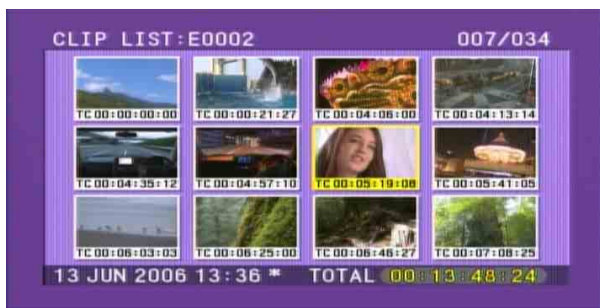 CLIP LIST:E0002 007/034
TC 00:00:00:00 TC 00:00:21:27 TC 00:04:06:00 TC 00:04:13:14
TC 00:04:35:12 TC 00:04:57:10 TC 00:05:19:08 TC 00:05:41:05
TC 00:06:03:03 TC 00:06:25:00 TC 00:06:46:27 TC 00:07:08:25
13 JUN 2006 13:36 * TOTAL 00:13:48:24